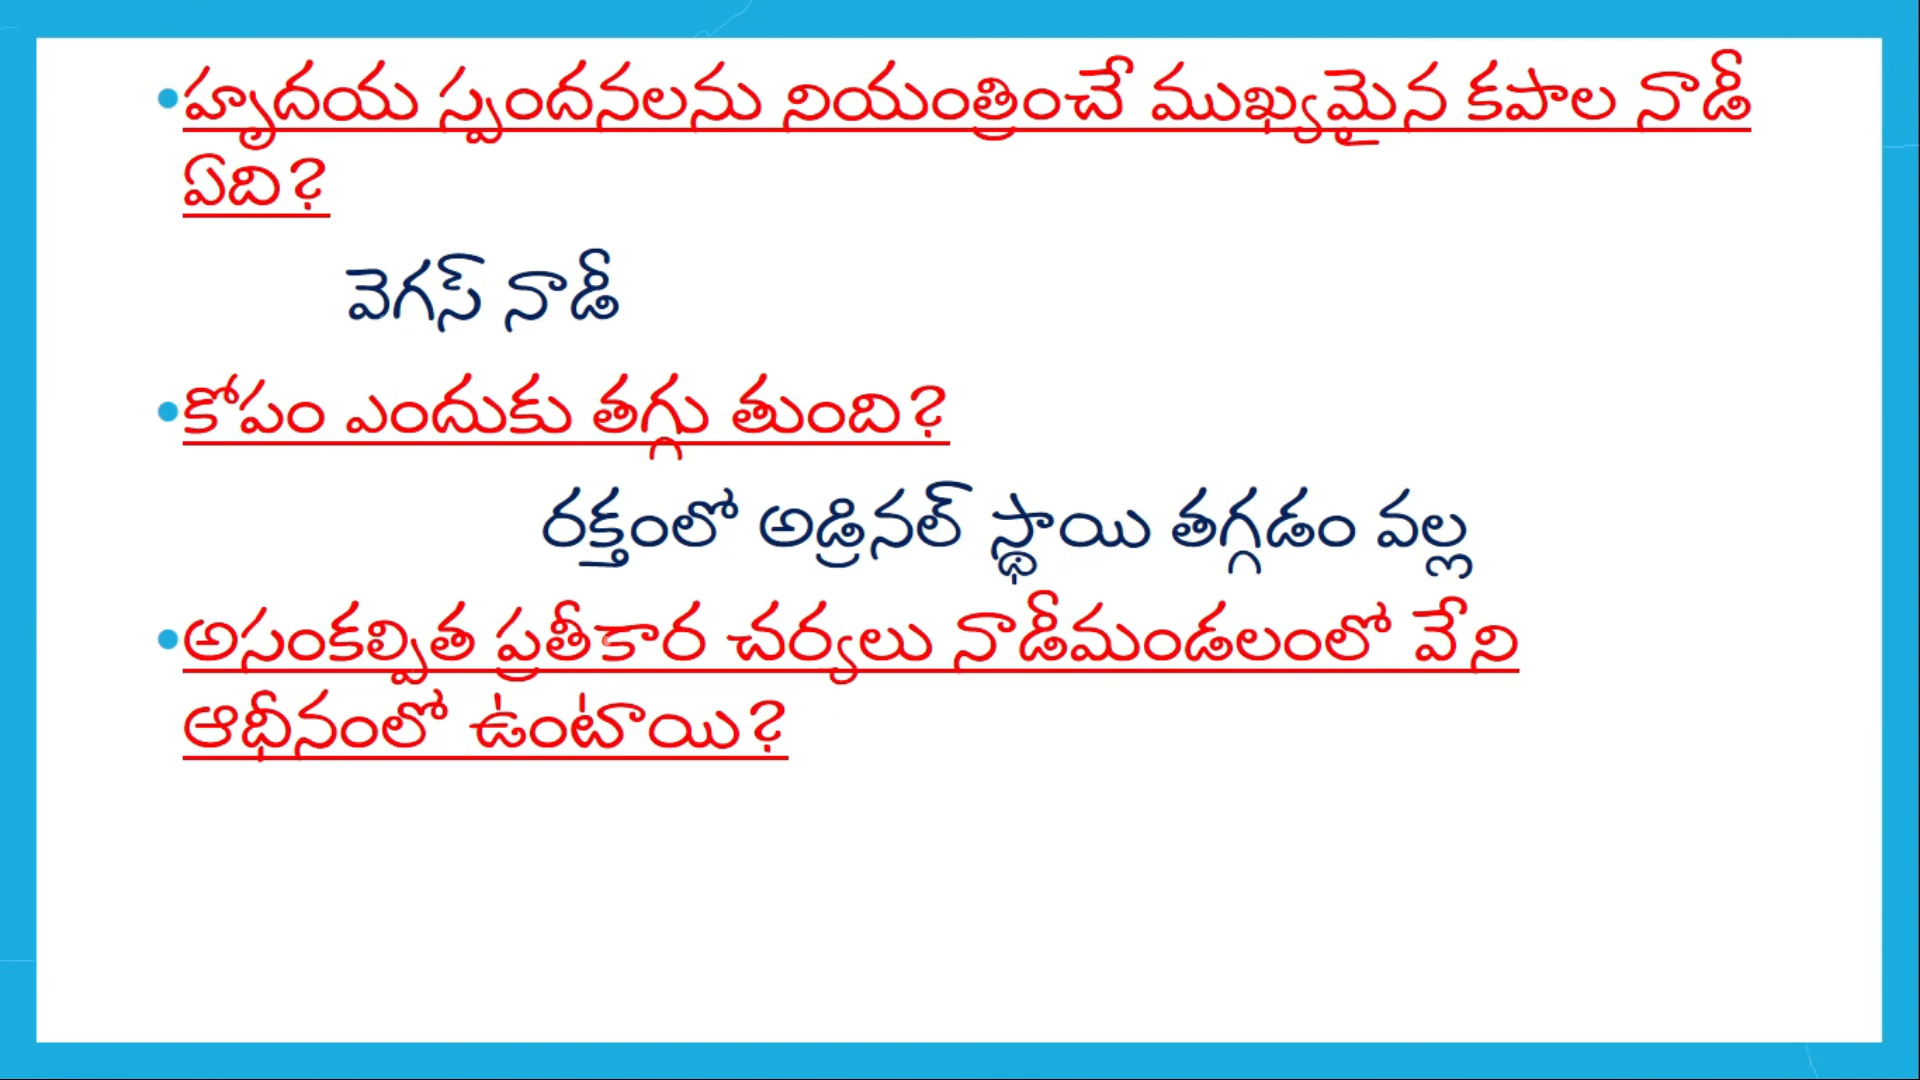 •హృదయ స్పందనలను నియంత్రించే ముఖ్యమైన కపాల నాడీ
ఏది?
వెగస్ నాడీ
•కోపం ఎందుకు తగ్గు తుంది?
రక్తంలో అడ్రినల్ స్థాయి తగ్గడం వల్ల
•అసంకల్పిత ప్రతీకార చర్యలు నాడీమండలంలో వేని
ఆధీనంలో ఉంటాయి?